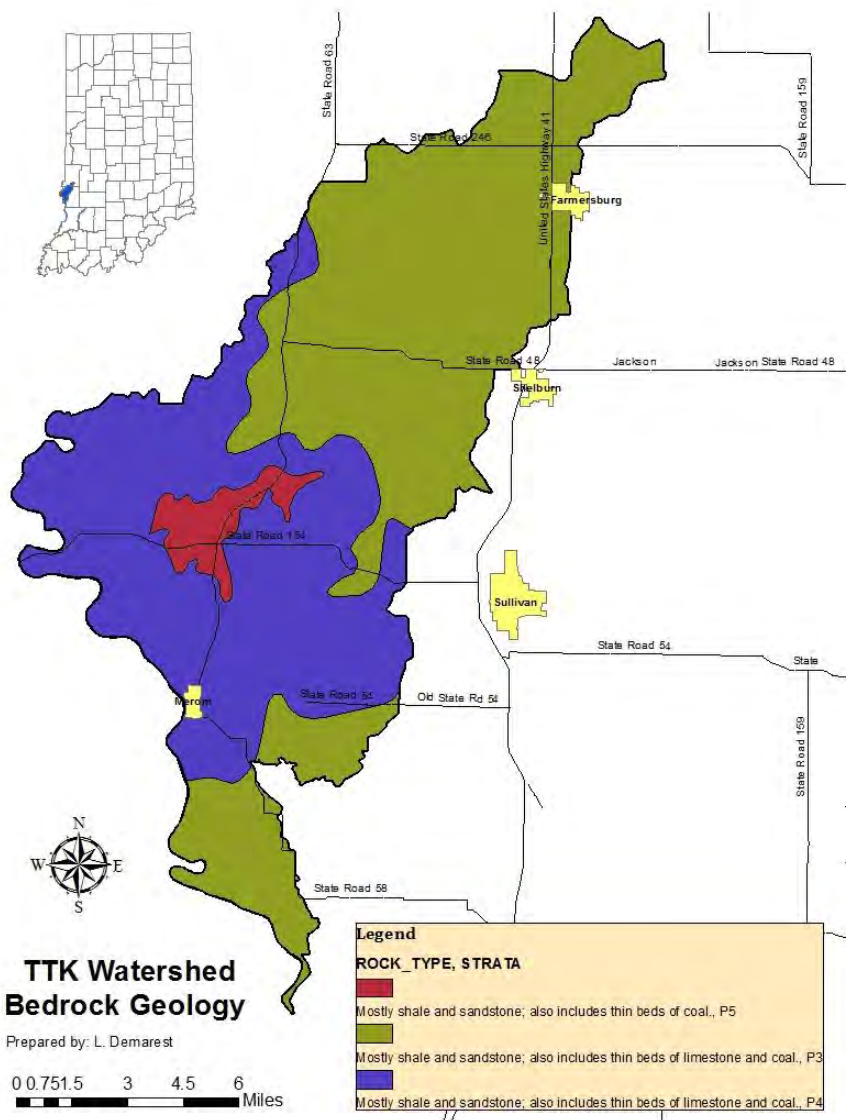 State Road 63
State Road 159
State Road 246
United States Highway 41
Farmersburg
State Road 48
Jackson
Jackson State Road 48
Shelburn
State Road 154
Sullivan
State Road 54
State
Merom
State Road 54
Old State Rd 54
State Road 159
N
W
E
S
State Road 58
TTK Watershed
Bedrock Geology
Prepared by: L. Demarest
0 0.75 1.5 3 4.5 6
Miles
Legend
ROCK_TYPE, STRATA
Mostly shale and sandstone; also includes thin beds of coal., P5
Mostly shale and sandstone; also includes thin beds of limestone and coal., P3
Mostly shale and sandstone; also includes thin beds of limestone and coal., P4